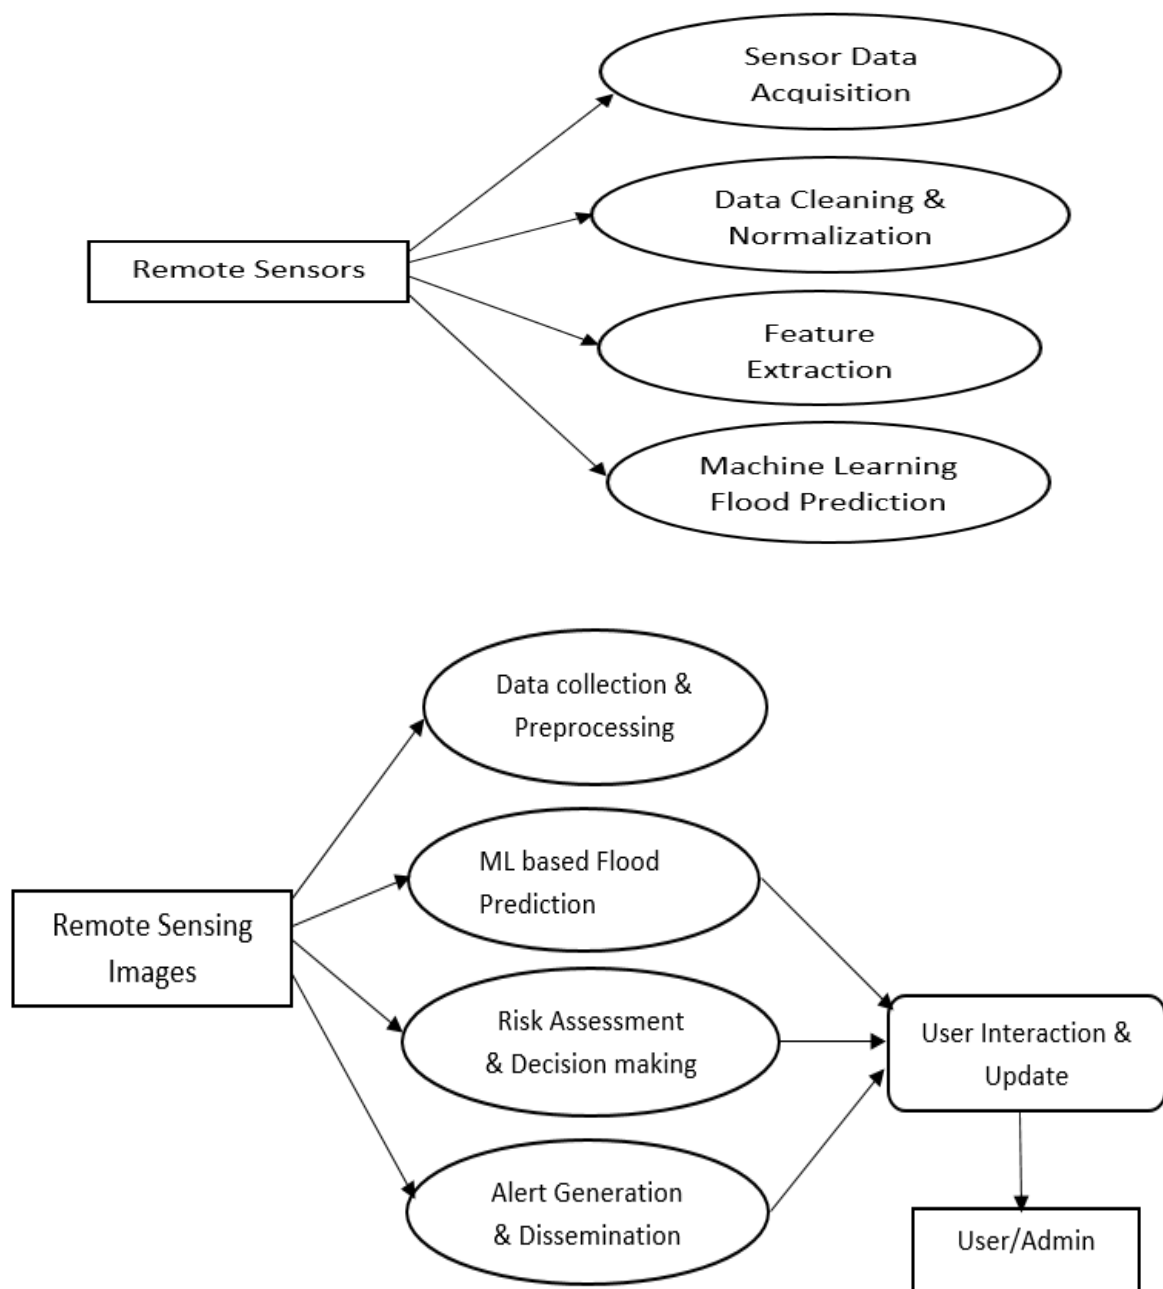 Sensor Data
Acquisition
Data Cleaning &
Normalization
Remote Sensors
Feature
Extraction
Machine Learning
Flood Prediction
Data collection &
Preprocessing
ML based Flood
Prediction
Remote Sensing
Images
Risk Assessment
& Decision making
User Interaction &
Update
Alert Generation
& Dissemination
User/Admin